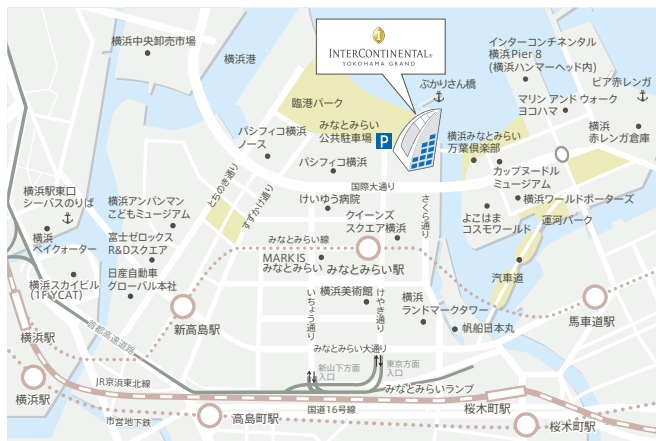 INTERCONTINENTAL®
YOKOHAMA GRAND
横浜中央卸売市場
横浜港
インターコンチネンタル
横浜Pier 8
(横浜ハンマーヘッド内)
ぷかりさん橋
ピア赤レンガ
臨港パーク
マリン アンド ウォーク
ヨコハマ
みなとみらい
公共駐車場
P
横浜
赤レンガ倉庫
パシフィコ横浜
ノース
横浜みなとみらい
万葉倶楽部
パシフィコ横浜
カップヌードル
ミュージアム
国際大通り
とちのき通り
すずかけ通り
さくら通り
横浜駅東口
シーバスのりば
横浜アンパンマン
こどもミュージアム
けいゆう病院
横浜ワールドポーターズ
クイーンズ
スクエア横浜
よこはま
コスモワールド
運河パーク
横浜
ベイクォーター
富士ゼロックス
R&Dスクエア
みなとみらい線
MARK IS
みなとみらい
みなとみらい駅
横浜スカイビル
(1F:YCAT)
日産自動車
グローバル本社
汽車道
いちょう通り
横浜美術館
けやき通り
横浜
ランドマークタワー
新高島駅
馬車道駅
首都高速道路
帆船日本丸
横浜駅
みなとみらい大通り
新山下方面
入口
東京方面
入口
みなとみらいランプ
JR京浜東北線
横浜駅
国道16号線
市営地下鉄
高島町駅
桜木町駅
桜木町駅